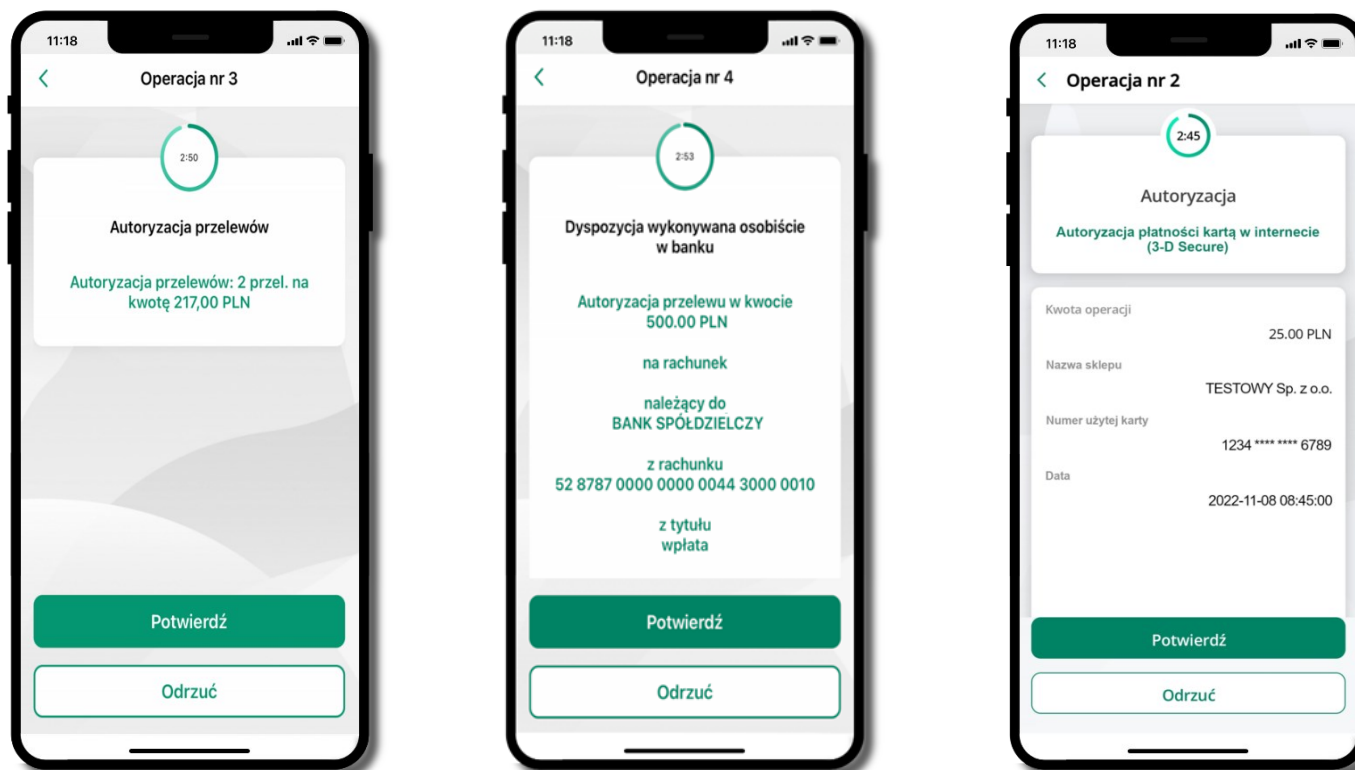 11:18
Operacja nr 3
2:50
Autoryzacja przelewów
Autoryzacja przelewów: 2 przel. na
kwotę 217,00 PLN
Potwierdź
Odrzuć
11:18
Operacja nr 4
2:53
Dyspozycja wykonywana osobiście
w banku
Autoryzacja przelewu w kwocie
500.00 PLN
na rachunek
należący do
BANK SPÓŁDZIELCZY
z rachunku
52 8787 0000 0000 0044 3000 0010
z tytułu
wpłata
Potwierdź
Odrzuć
11:18
Operacja nr 2
2:45
Autoryzacja
Autoryzacja płatności kartą w internecie
(3-D Secure)
Kwota operacji
25.00 PLN
Nazwa sklepu
TESTOWY Sp. z o.o.
Numer użytej karty
1234 **** **** 6789
Data
2022-11-08 08:45:00
Potwierdź
Odrzuć